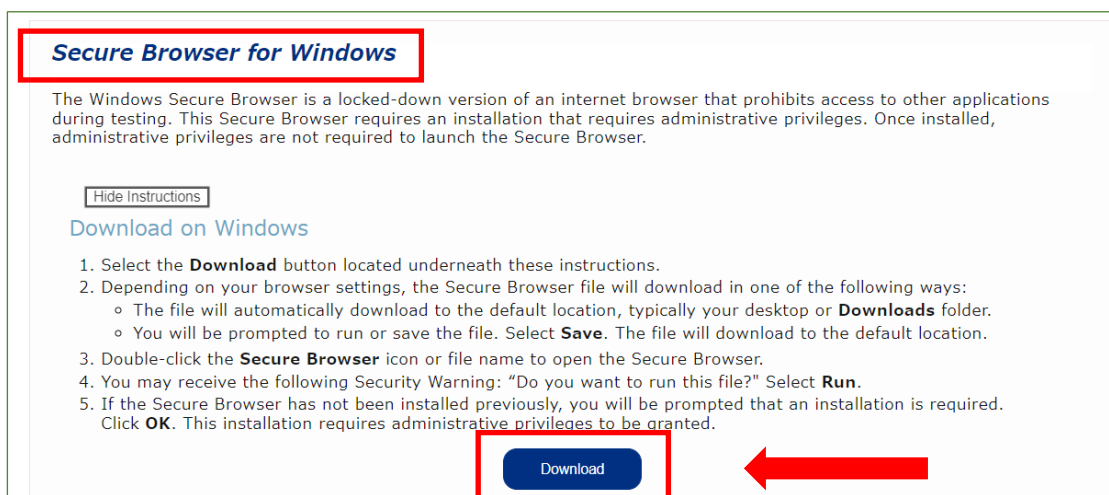 Secure Browser for Windows
The Windows Secure Browser is a locked-down version of an internet browser that prohibits access to other applications
during testing. This Secure Browser requires an installation that requires administrative privileges. Once installed,
administrative privileges are not required to launch the Secure Browser.
Hide Instructions
Download on Windows
1. Select the Download button located underneath these instructions.
2. Depending on your browser settings, the Secure Browser file will download in one of the following ways:
◦ The file will automatically download to the default location, typically your desktop or Downloads folder.
◦ You will be prompted to run or save the file. Select Save. The file will download to the default location.
3. Double-click the Secure Browser icon or file name to open the Secure Browser.
4. You may receive the following Security Warning: “Do you want to run this file?" Select Run.
5. If the Secure Browser has not been installed previously, you will be prompted that an installation is required.
Click OK. This installation requires administrative privileges to be granted.
Download